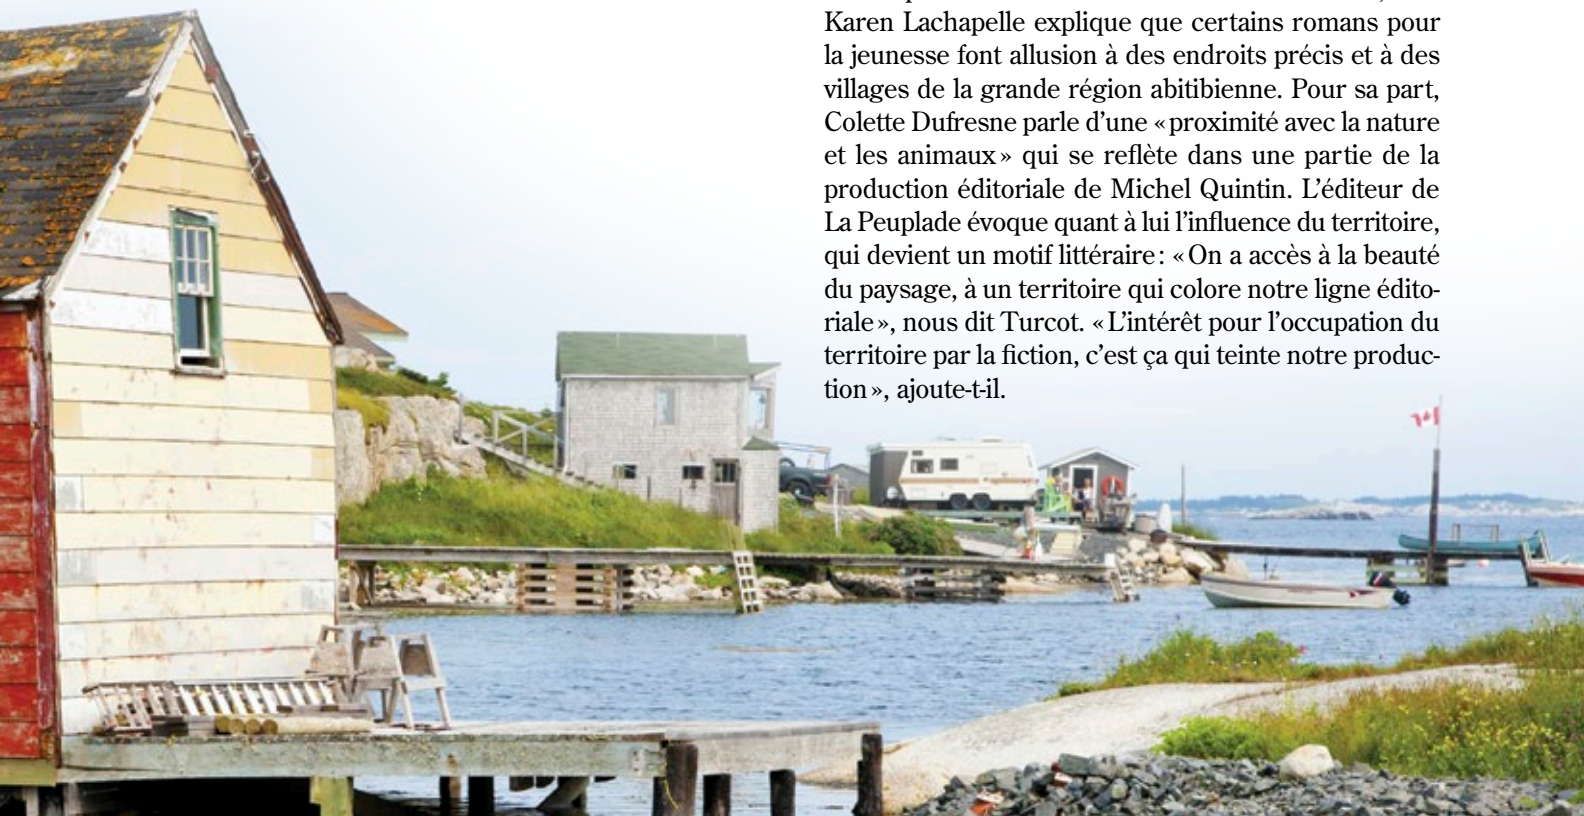 Karen Lachapelle explique que certains romans pour
la jeunesse font allusion à des endroits précis et à des
villages de la grande région abitibienne. Pour sa part,
Colette Dufresne parle d’une « proximité avec la nature
et les animaux » qui se reflète dans une partie de la
production éditoriale de Michel Quintin. L’éditeur de
La Peuplade évoque quant à lui l’influence du territoire,
qui devient un motif littéraire : « On a accès à la beauté
du paysage, à un territoire qui colore notre ligne édito-
riale », nous dit Turcot. « L’intérêt pour l’occupation du
territoire par la fiction, c’est ça qui teinte notre produc-
tion », ajoute-t-il.